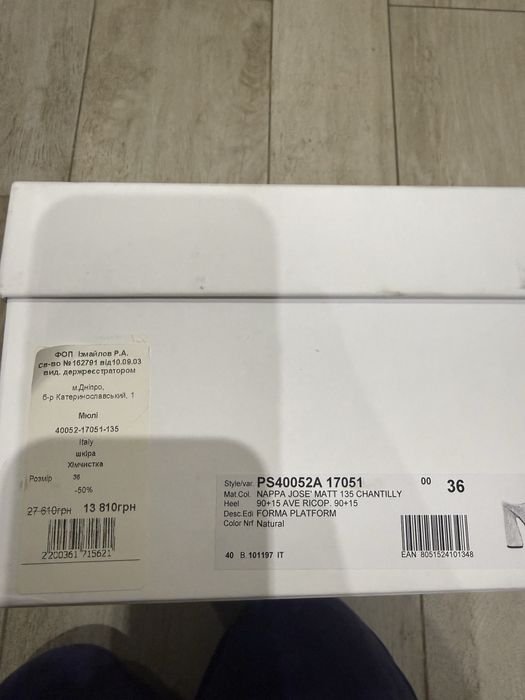 ФОП Ізмайлов Р.А.
Св-во №162791 від10.09.03
вид. держреєстратором
м.Дніпро,
б-р Катеринославський, 1
Мюлі
40052-17051-135
Italy
шкіра
Хімчистка
Розмір 36
-50%
27 610грн 13 810грн
2200361 715621
Style/var. PS40052A 17051 00 36
Mat.Col. NAPPA JOSE' MATT 135 CHANTILLY
Heel 90+15 AVE RICOP. 90+15
Desc.Edi FORMA PLATFORM
Color Nrf Natural
40 B. 101197 IT
EAN 8051524101348